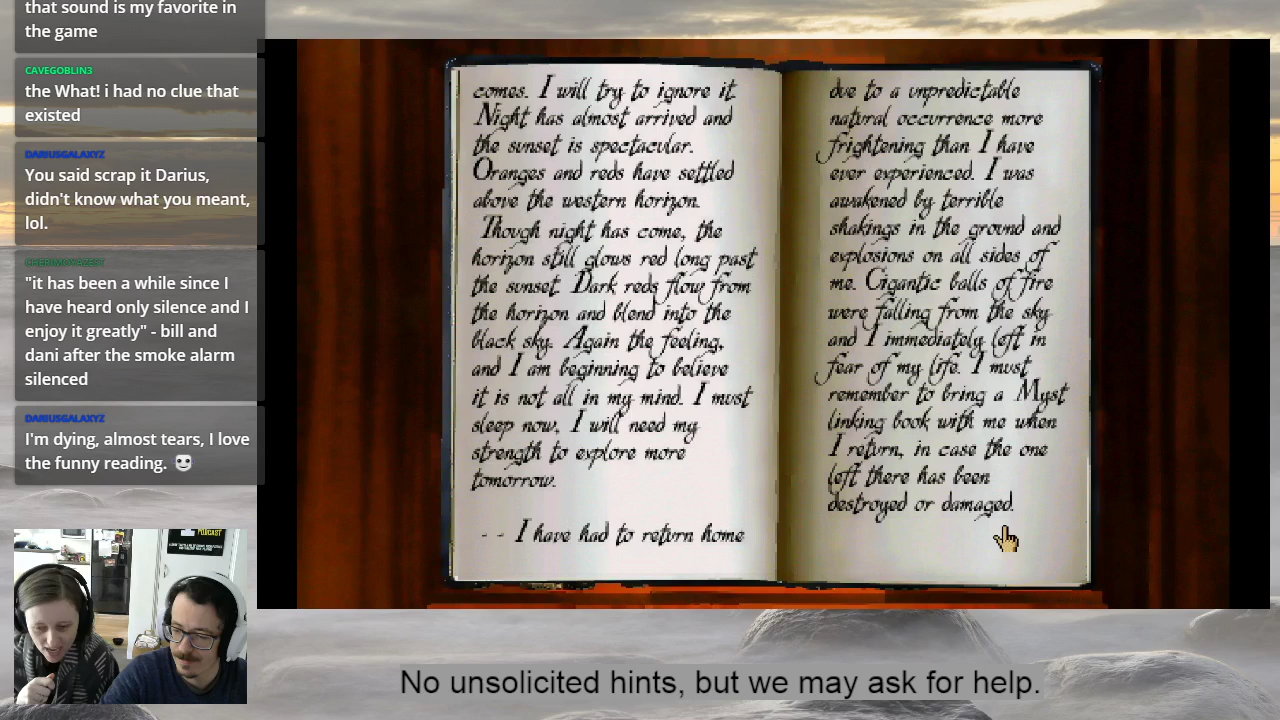 that sound is my favorite in
the game
CAVEGOBLIN3
the What! i had no clue that
existed
DARIUSGALAXYZ
You said scrap it Darius,
didn't know what you meant,
lol.
"it has been a while since I
have heard only silence and I
enjoy it greatly" - bill and
dani after the smoke alarm
silenced
DARIUSGALAXYZ
I'm dying, almost tears, I love
the funny reading.
comes. I will try to ignore it.
Night has almost arrived and
the sunset is spectacular.
Oranges and reds have settled
above the western horizon.
Though night has come, the
horizon still glows red long past
the sunset. Dark reds flow from
the horizon and blend into the
black sky. Again the feeling,
and I am beginning to believe
it is not all in my mind. I must
sleep now, I will need my
strength to explore more
tomorrow.
- - I have had to return home
due to a unpredictable
natural occurrence more
frightening than I have
ever experienced. I was
awakened by terrible
shakings in the ground and
explosions on all sides of
me. Gigantic balls of fire
were falling from the sky
and I immediately left in
fear of my life. I must
remember to bring a Myst
linking book with me when
I return, in case the one
left there has been
destroyed or damaged.
PODCAST
No unsolicited hints, but we may ask for help.